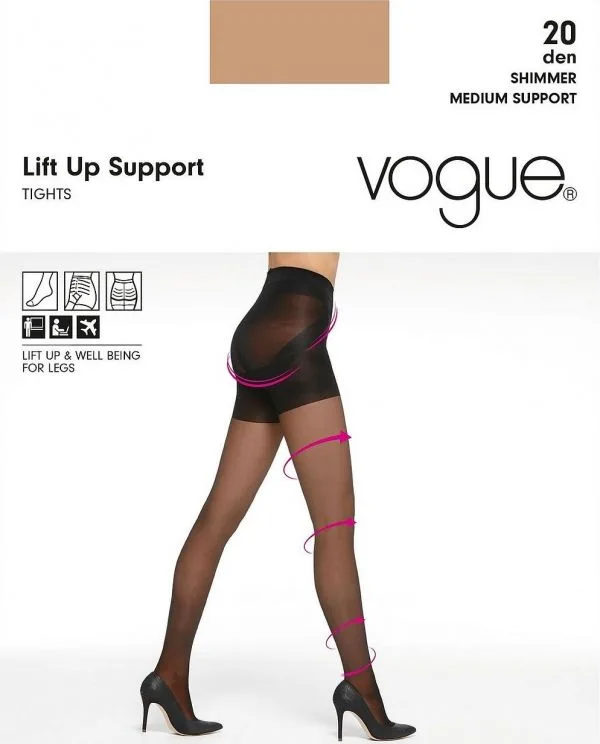 20
den
SHIMMER
MEDIUM SUPPORT
Lift Up Support
TIGHTS
vogue®
LIFT UP & WELL BEING
FOR LEGS